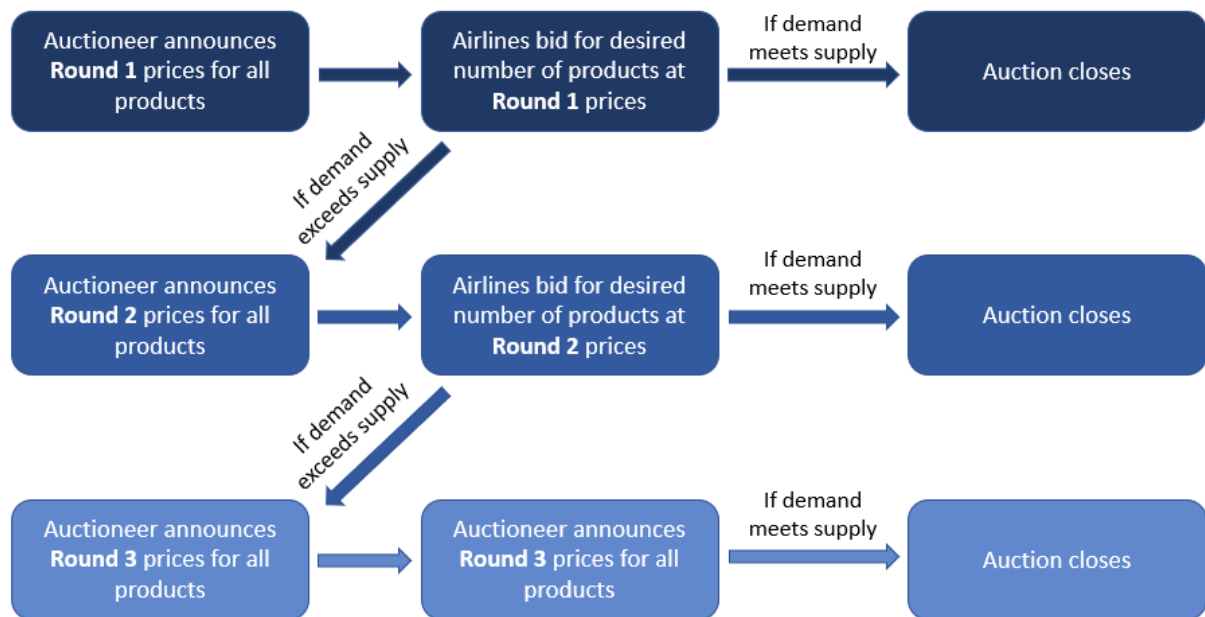 Auctioneer announces
Round 1 prices for all
products
Airlines bid for desired
number of products at
Round 1 prices
If demand
meets supply
Auction closes
If demand
exceeds supply
Auctioneer announces
Round 2 prices for all
products
Airlines bid for desired
number of products at
Round 2 prices
If demand
meets supply
Auction closes
If demand
exceeds supply
Auctioneer announces
Round 3 prices for all
products
Auctioneer announces
Round 3 prices for all
products
If demand
meets supply
Auction closes